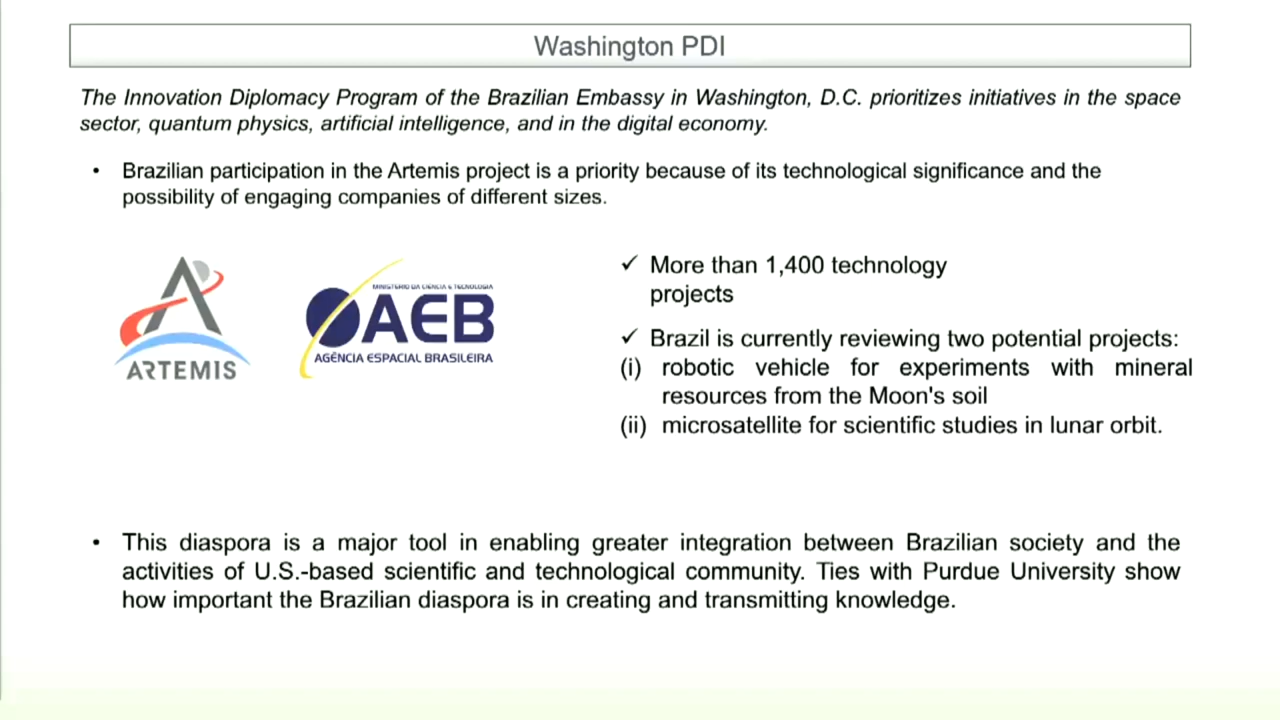 Washington PDI
The Innovation Diplomacy Program of the Brazilian Embassy in Washington, D.C. prioritizes initiatives in the space
sector, quantum physics, artificial intelligence, and in the digital economy.
• Brazilian participation in the Artemis project is a priority because of its technological significance and the
possibility of engaging companies of different sizes.
ARTEMIS
MINISTÉRIO DA CIÊNCIA & TECNOLOGIA
AEB
AGÊNCIA ESPACIAL BRASILEIRA
✓ More than 1,400 technology
projects
✓ Brazil is currently reviewing two potential projects:
(i) robotic vehicle for experiments with mineral
resources from the Moon's soil
(ii) microsatellite for scientific studies in lunar orbit.
• This diaspora is a major tool in enabling greater integration between Brazilian society and the
activities of U.S.-based scientific and technological community. Ties with Purdue University show
how important the Brazilian diaspora is in creating and transmitting knowledge.